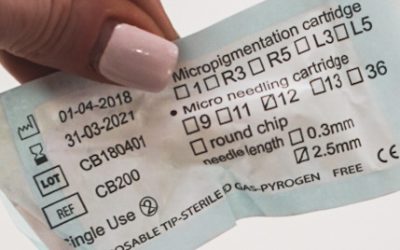 Micropigmentation cartridge
□1□R3□R5□L3□L5
• Micro needling cartridge
□9□11☑12□13□36
□round chip
needle length □0.3mm
☑2.5mm
01-04-2018
31-03-2021
LOT CB180401
REF CB200
Single Use 2
CE
DISPOSABLE TIP-STERILE GAS-PYROGEN FREE